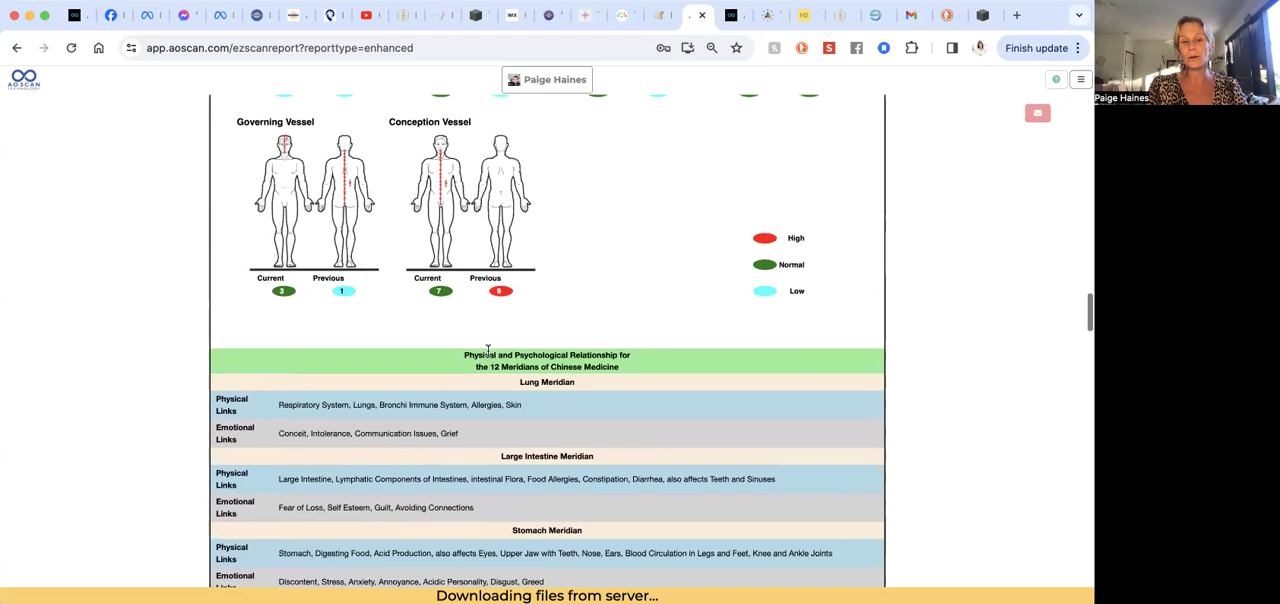 WIX
HD
S
app.aoscan.com/ezscanreport?reporttype=enhanced
Finish update
AO SCAN
TECHNOLOGY
Paige Haines
Paige Haines
Governing Vessel
Conception Vessel
High
Normal
Low
Current
Previous
Current
Previous
3
1
7
9
Physical and Psychological Relationship for
the 12 Meridians of Chinese Medicine
Lung Meridian
Physical
Links
Respiratory System, Lungs, Bronchi Immune System, Allergies, Skin
Emotional
Links
Conceit, Intolerance, Communication Issues, Grief
Large Intestine Meridian
Physical
Links
Large Intestine, Lymphatic Components of Intestines, intestinal Flora, Food Allergies, Constipation, Diarrhea, also affects Teeth and Sinuses
Emotional
Links
Fear of Loss, Self Esteem, Guilt, Avoiding Connections
Stomach Meridian
Physical
Links
Stomach, Digesting Food, Acid Production, also affects Eyes, Upper Jaw with Teeth, Nose, Ears, Blood Circulation in Legs and Feet, Knee and Ankle Joints
Emotional
Links
Discontent, Stress, Anxiety, Annoyance, Acidic Personality, Disgust, Greed
Downloading files from server...